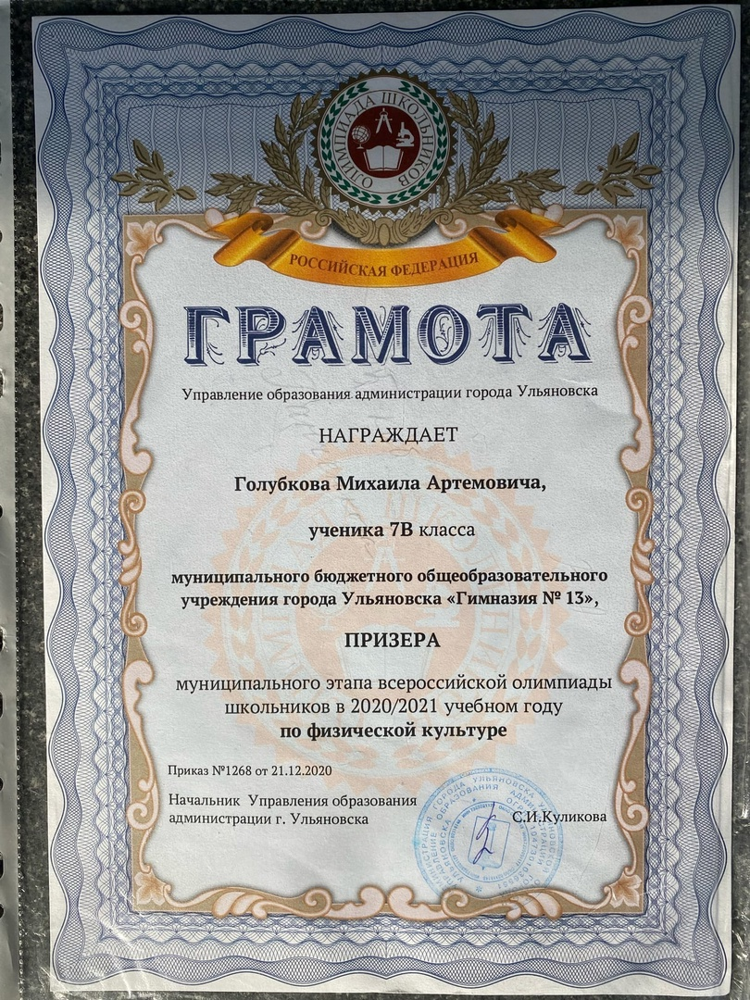 ОЛИМПИАДА ШКОЛЬНИКОВ
РОССИЙСКАЯ ФЕДЕРАЦИЯ
ГРАМОТА
Управление образования администрации города Ульяновска
НАГРАЖДАЕТ
Голубкова Михаила Артемовича,
ученика 7В класса
муниципального бюджетного общеобразовательного
учреждения города Ульяновска «Гимназия № 13»,
ПРИЗЕРА
муниципального этапа всероссийской олимпиады
школьников в 2020/2021 учебном году
по физической культуре
Приказ №1268 от 21.12.2020
Начальник Управления образования
администрации г. Ульяновска
С.И.Куликова